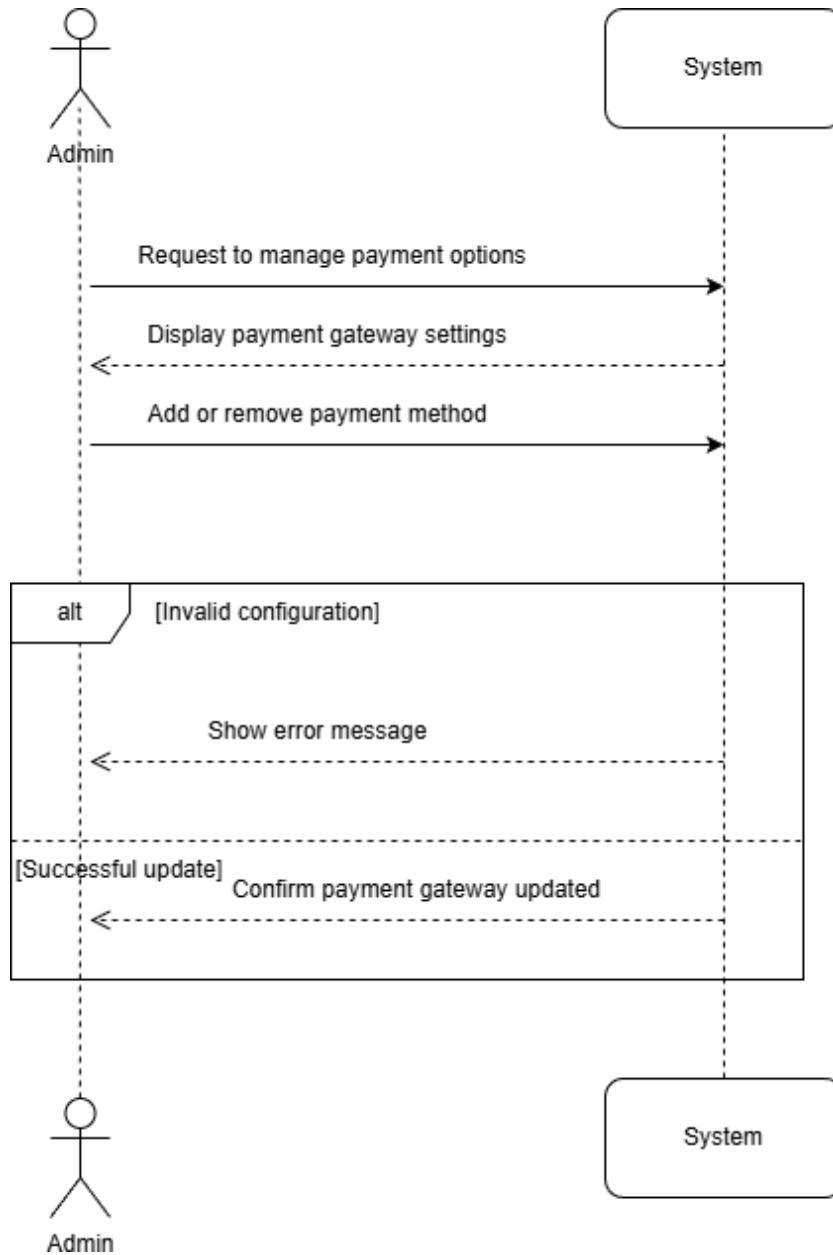 System
Admin
Request to manage payment options
Display payment gateway settings
Add or remove payment method
alt
[Invalid configuration]
Show error message
[Successful update]
Confirm payment gateway updated
System
Admin